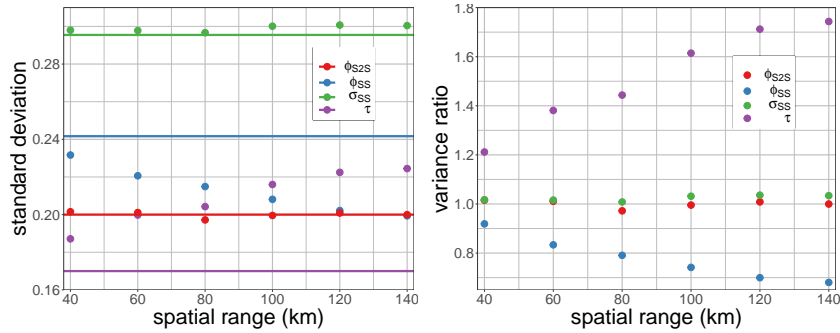 standard deviation
0.28
0.24
0.20
0.16
ϕS2S
ϕSS
σSS
τ
40 60 80 100 120 140
spatial range (km)
variance ratio
1.8
1.6
1.4
1.2
1.0
0.8
ϕS2S
ϕSS
σSS
τ
40 60 80 100 120 140
spatial range (km)